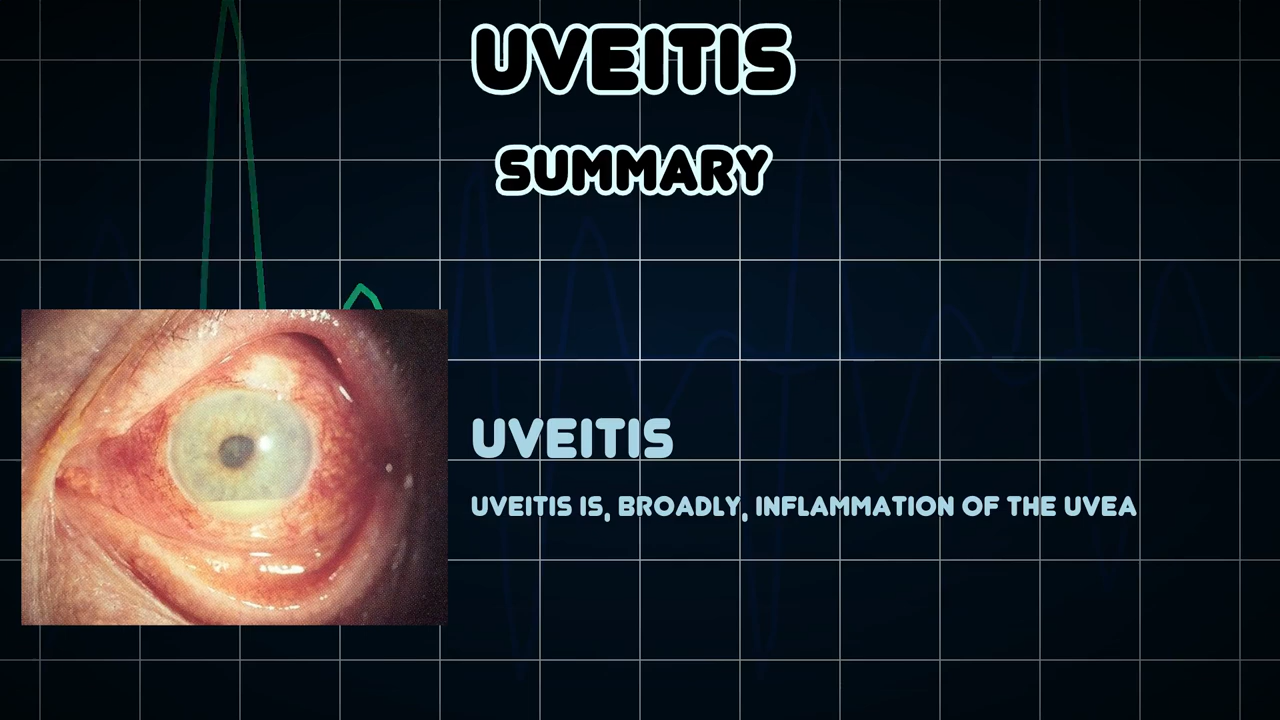 UVEITIS
SUMMARY
UVEITIS
UVEITIS IS, BROADLY, INFLAMMATION OF THE UVEA